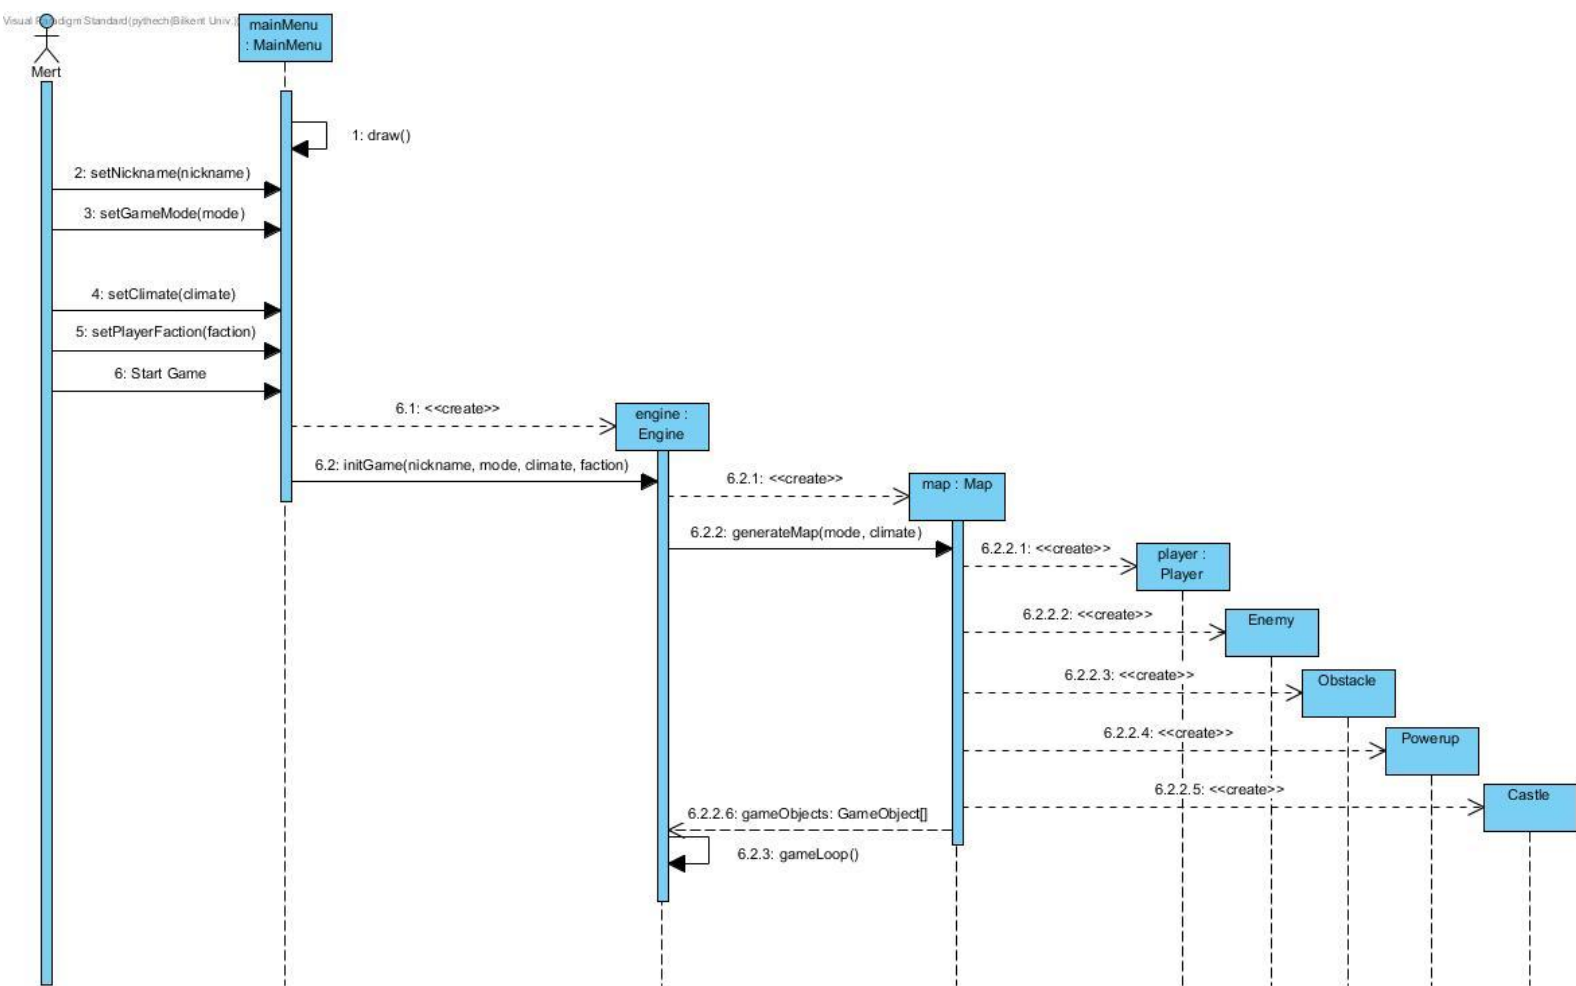 Visual Paradigm Standard(pythech(Bilkent Univ.))
mainMenu
: MainMenu
Mert
1: draw()
2: setNickname(nickname)
3: setGameMode(mode)
4: setClimate(climate)
5: setPlayerFaction(faction)
6: Start Game
6.1: <<create>>
engine :
Engine
6.2: initGame(nickname, mode, climate, faction)
6.2.1: <<create>>
map : Map
6.2.2: generateMap(mode, climate)
6.2.2.1: <<create>>
player :
Player
6.2.2.2: <<create>>
Enemy
6.2.2.3: <<create>>
Obstacle
6.2.2.4: <<create>>
Powerup
6.2.2.5: <<create>>
Castle
6.2.2.6: gameObjects: GameObject[]
6.2.3: gameLoop()